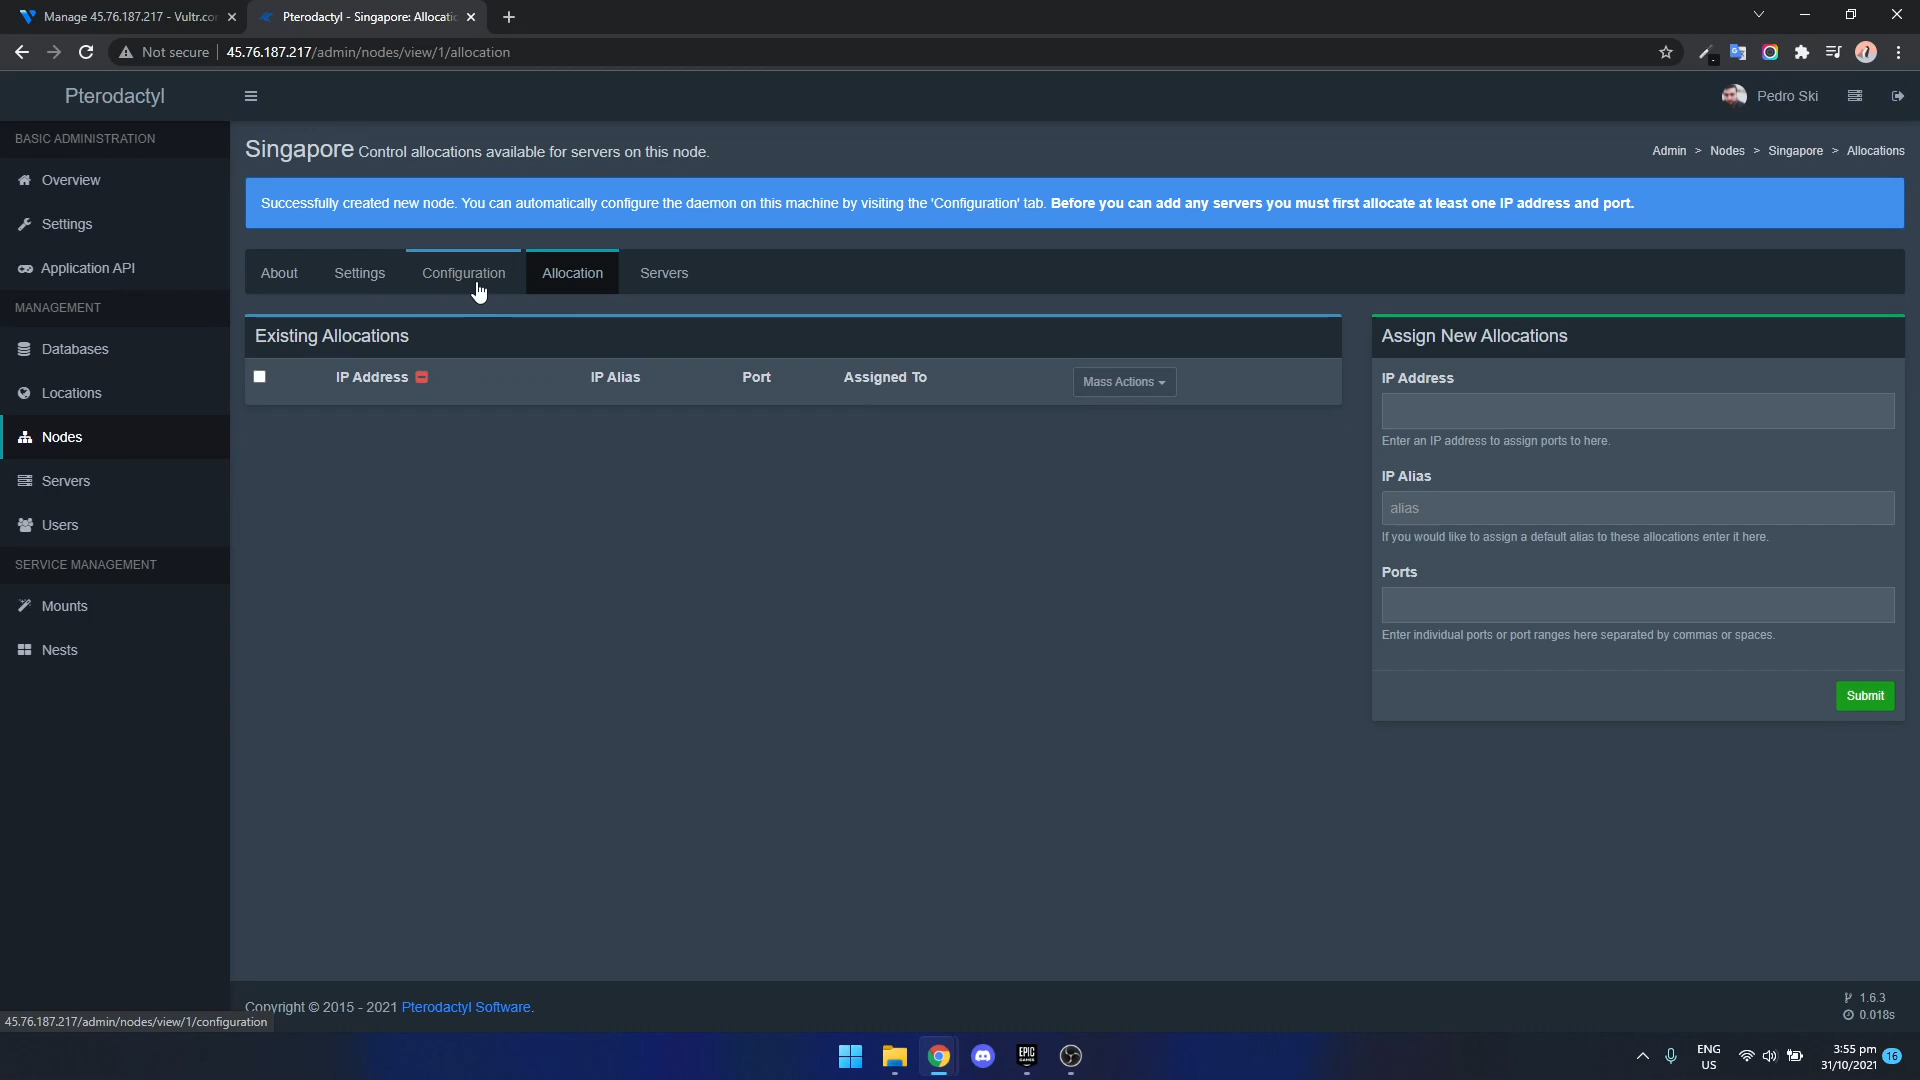 Manage 45.76.187.217 - Vultr.co
Pterodactyl - Singapore: Allocatic
Not secure
45.76.187.217/admin/nodes/view/1/allocation
Pterodactyl
Pedro Ski
BASIC ADMINISTRATION
Overview
Settings
Application API
MANAGEMENT
Databases
Locations
Nodes
Servers
Users
SERVICE MANAGEMENT
Mounts
Nests
Singapore Control allocations available for servers on this node.
Admin > Nodes > Singapore > Allocations
Successfully created new node. You can automatically configure the daemon on this machine by visiting the 'Configuration' tab. Before you can add any servers you must first allocate at least one IP address and port.
About
Settings
Configuration
Allocation
Servers
Existing Allocations
IP Address
IP Alias
Port
Assigned To
Mass Actions
Assign New Allocations
IP Address
Enter an IP address to assign ports to here.
IP Alias
alias
If you would like to assign a default alias to these allocations enter it here.
Ports
Enter individual ports or port ranges here separated by commas or spaces.
Submit
Copyright © 2015 - 2021 Pterodactyl Software.
1.6.3
0.018s
45.76.187.217/admin/nodes/view/1/configuration
EPIC
GAMES
ENG
US
3:55 pm
31/10/2021
16